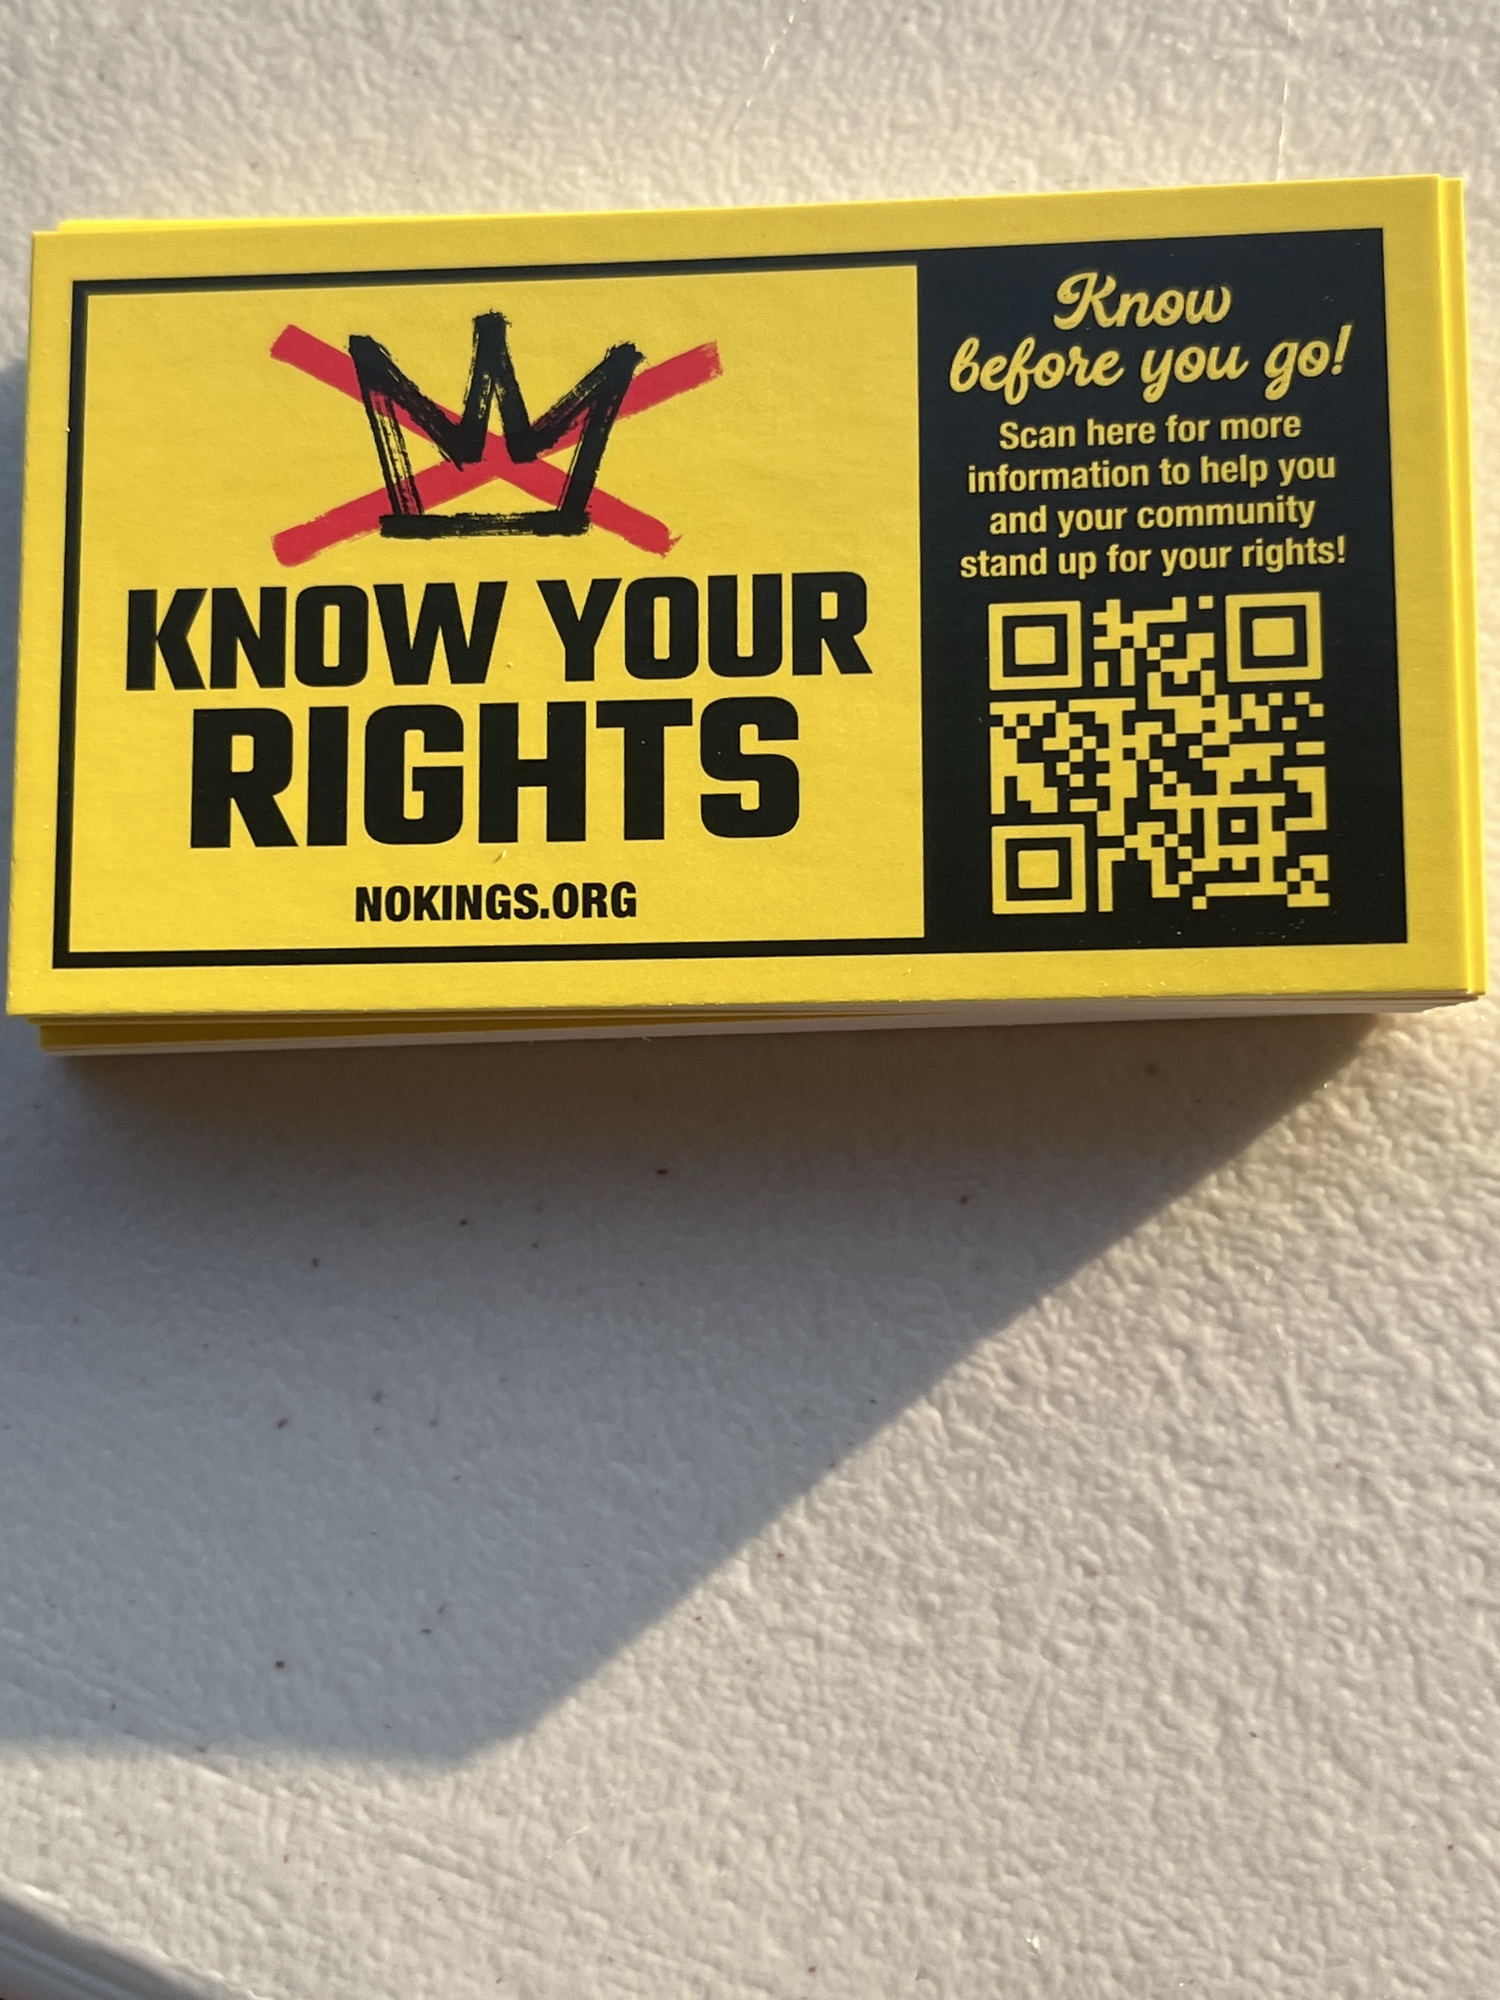 KNOW YOUR
RIGHTS
NOKINGS.ORG
Know
before you go!
Scan here for more
information to help you
and your community
stand up for your rights!